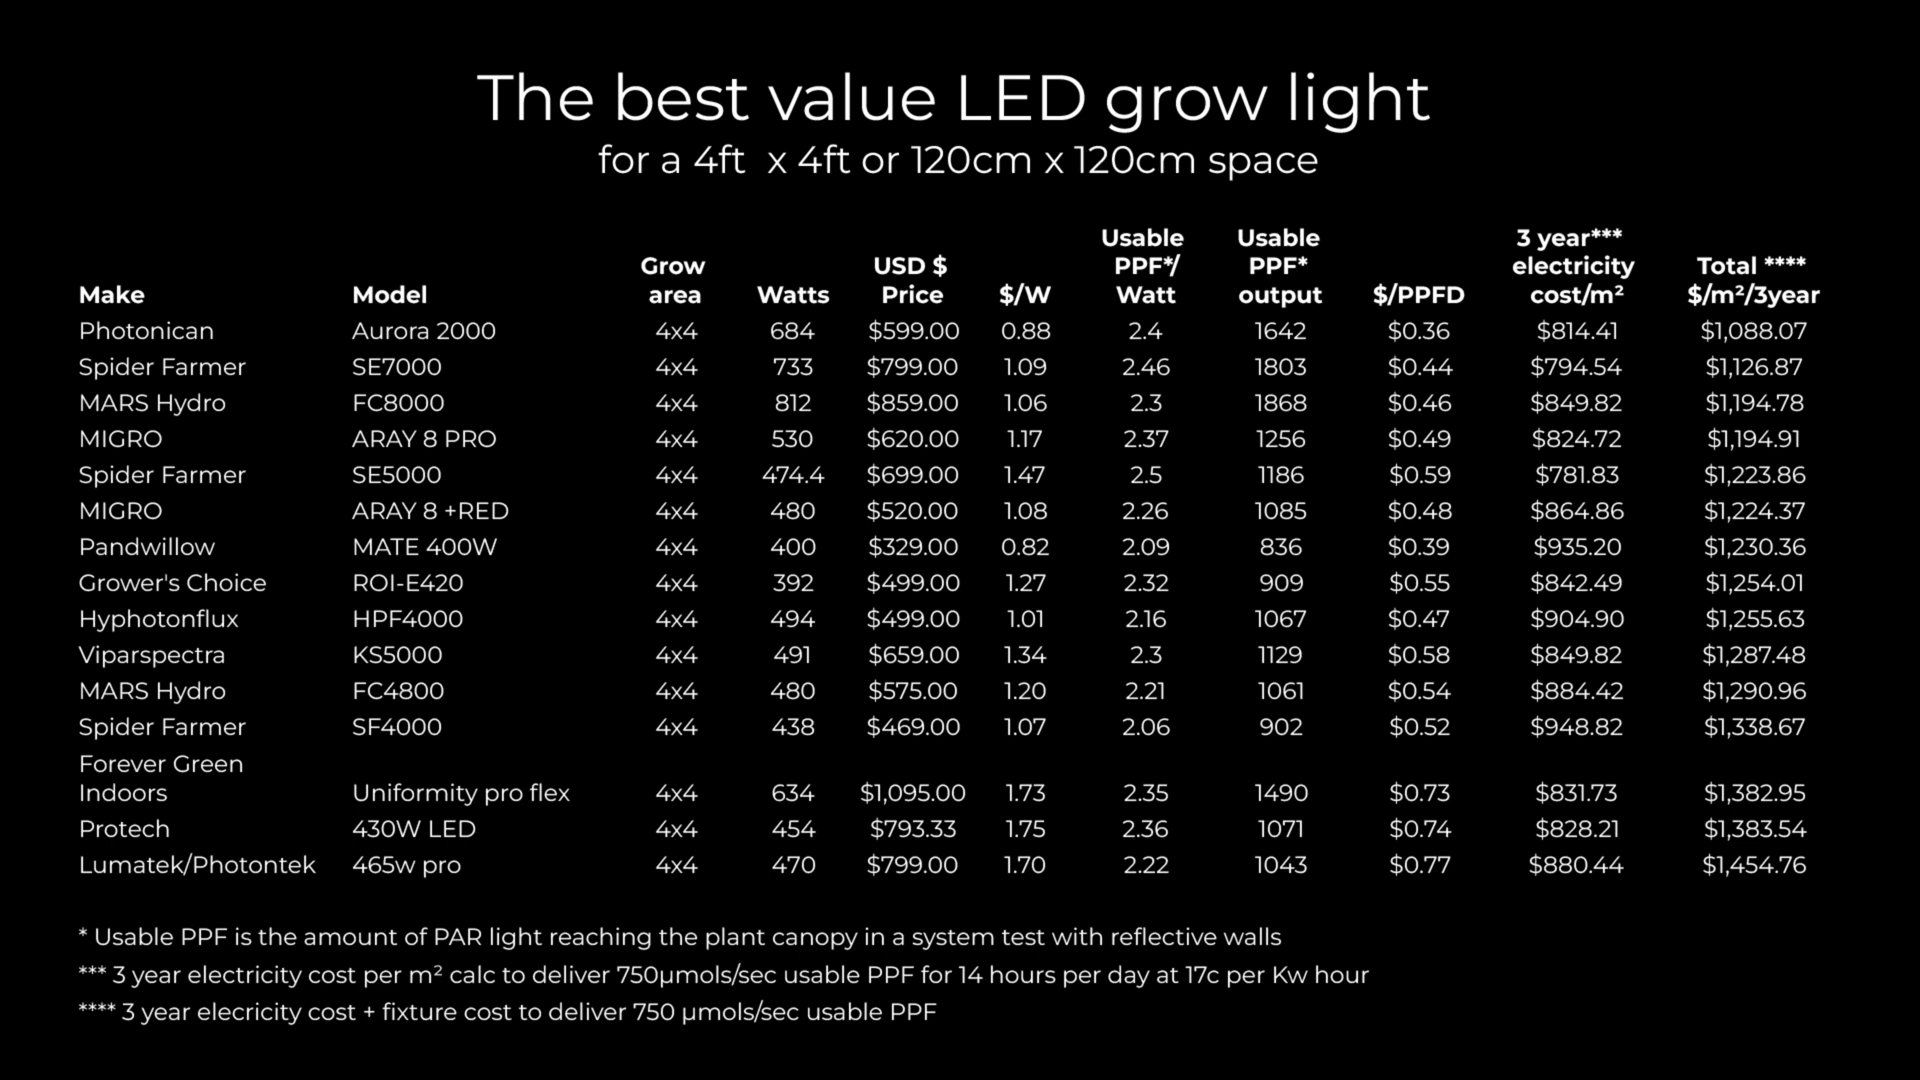 The best value LED grow light
for a 4ft x 4ft or 120cm x 120cm space
Make Model Grow area Watts USD $ Price $/W Usable PPF*/ Watt Usable PPF* output $/PPFD 3 year*** electricity cost/m² Total **** $/m²/3year
Photonican Aurora 2000 4x4 684 $599.00 0.88 2.4 1642 $0.36 $814.41 $1,088.07
Spider Farmer SE7000 4x4 733 $799.00 1.09 2.46 1803 $0.44 $794.54 $1,126.87
MARS Hydro FC8000 4x4 812 $859.00 1.06 2.3 1868 $0.46 $849.82 $1,194.78
MIGRO ARAY 8 PRO 4x4 530 $620.00 1.17 2.37 1256 $0.49 $824.72 $1,194.91
Spider Farmer SE5000 4x4 474.4 $699.00 1.47 2.5 1186 $0.59 $781.83 $1,223.86
MIGRO ARAY 8 +RED 4x4 480 $520.00 1.08 2.26 1085 $0.48 $864.86 $1,224.37
Pandwillow MATE 400W 4x4 400 $329.00 0.82 2.09 836 $0.39 $935.20 $1,230.36
Grower's Choice ROI-E420 4x4 392 $499.00 1.27 2.32 909 $0.55 $842.49 $1,254.01
Hyphotonflux HPF4000 4x4 494 $499.00 1.01 2.16 1067 $0.47 $904.90 $1,255.63
Viparspectra KS5000 4x4 491 $659.00 1.34 2.3 1129 $0.58 $849.82 $1,287.48
MARS Hydro FC4800 4x4 480 $575.00 1.20 2.21 1061 $0.54 $884.42 $1,290.96
Spider Farmer SF4000 4x4 438 $469.00 1.07 2.06 902 $0.52 $948.82 $1,338.67
Forever Green
Indoors Uniformity pro flex 4x4 634 $1,095.00 1.73 2.35 1490 $0.73 $831.73 $1,382.95
Protech 430W LED 4x4 454 $793.33 1.75 2.36 1071 $0.74 $828.21 $1,383.54
Lumatek/Photontek 465w pro 4x4 470 $799.00 1.70 2.22 1043 $0.77 $880.44 $1,454.76
* Usable PPF is the amount of PAR light reaching the plant canopy in a system test with reflective walls
*** 3 year electricity cost per m² calc to deliver 750µmols/sec usable PPF for 14 hours per day at 17c per Kw hour
**** 3 year elecricity cost + fixture cost to deliver 750 µmols/sec usable PPF